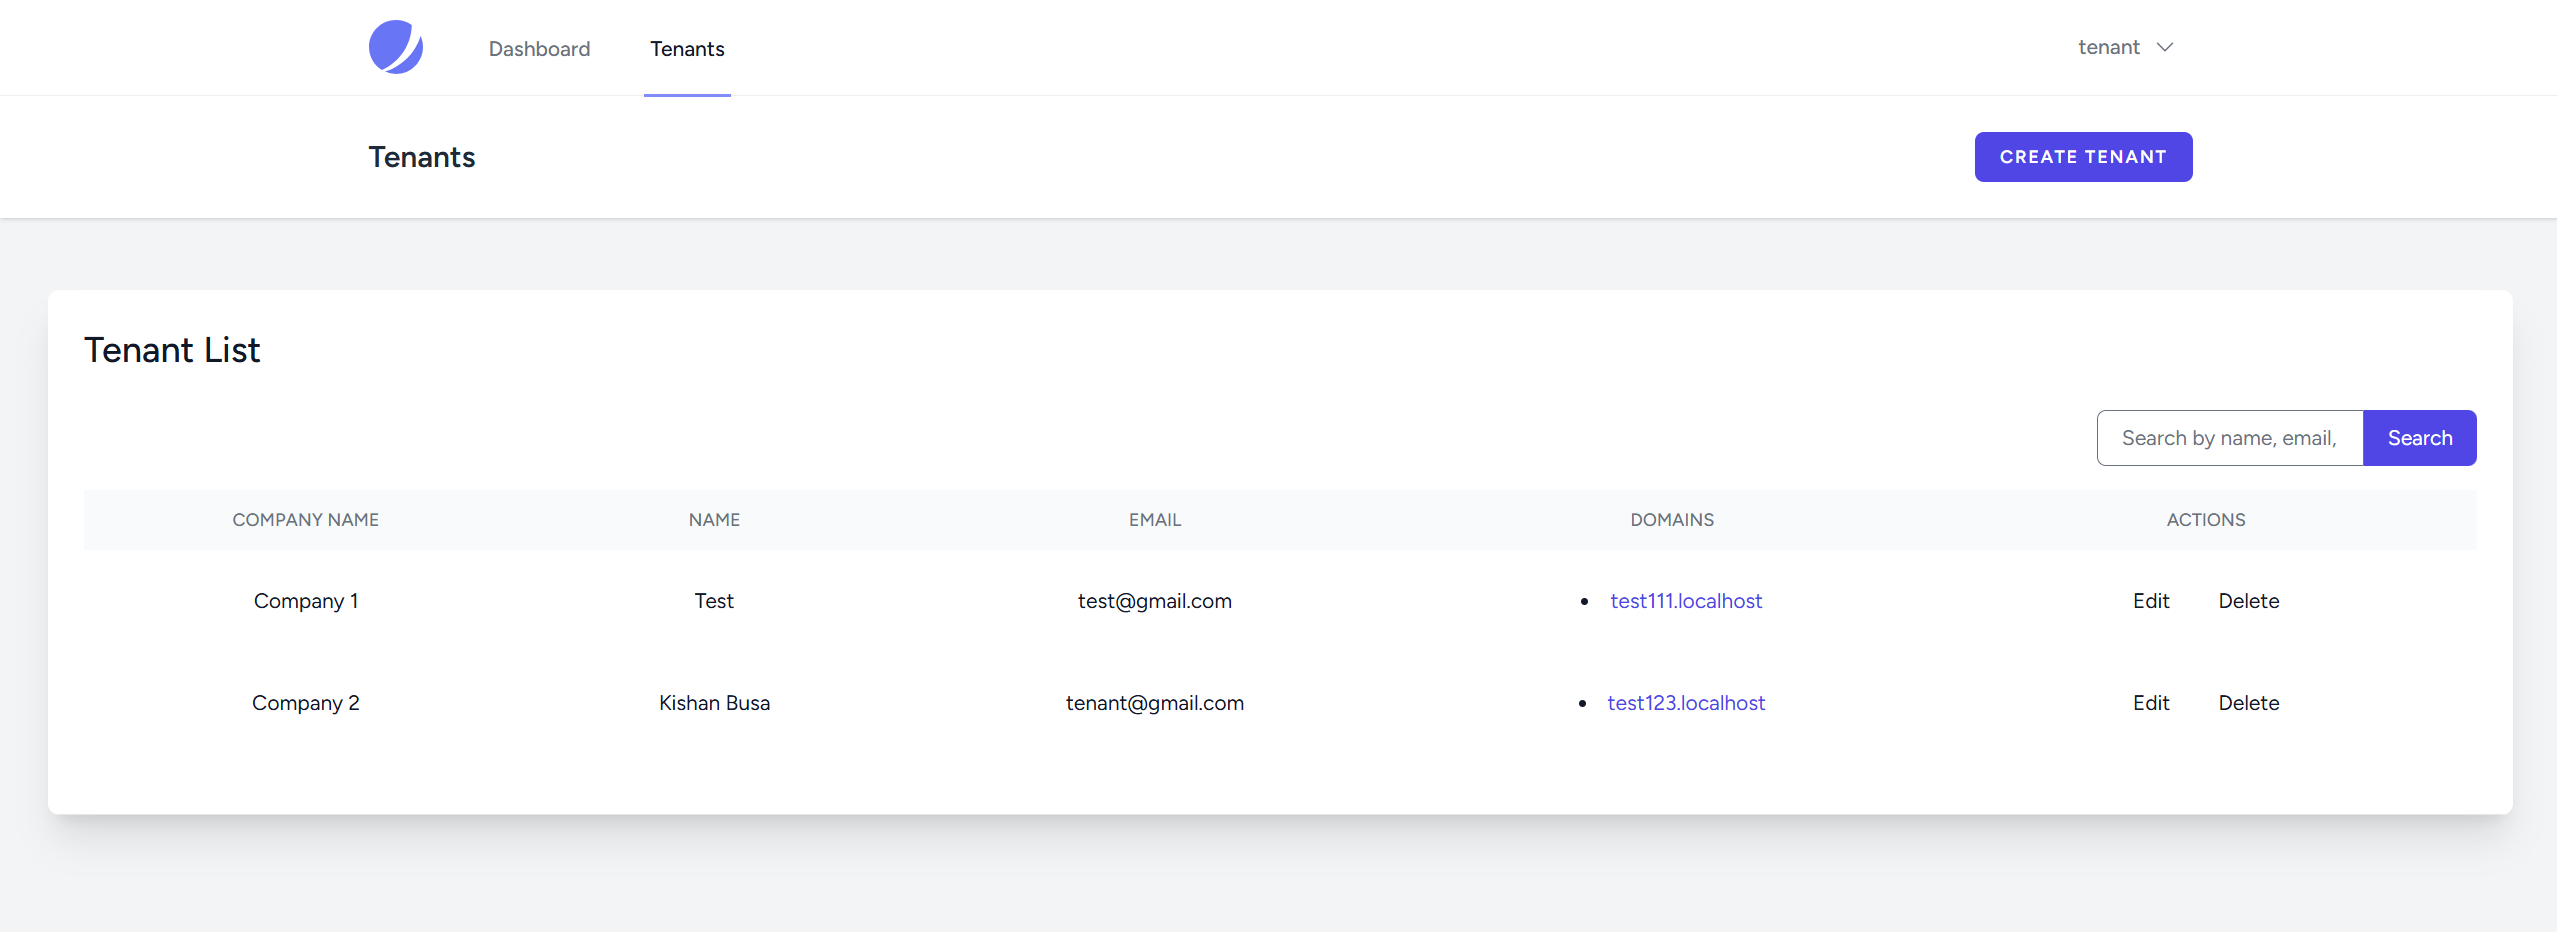 Dashboard Tenants tenant
Tenants CREATE TENANT
Tenant List
Search by name, email, Search
COMPANY NAME NAME EMAIL DOMAINS ACTIONS
Company 1 Test test@gmail.com • test111.localhost Edit Delete
Company 2 Kishan Busa tenant@gmail.com • test123.localhost Edit Delete